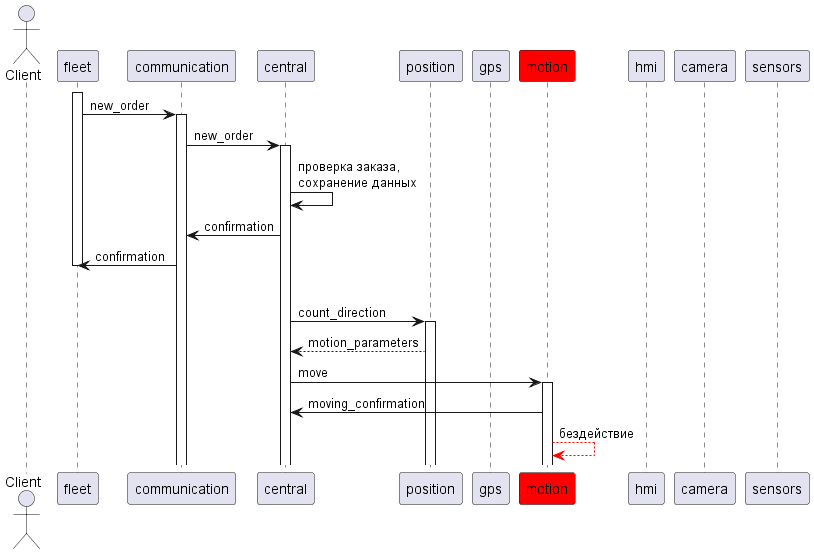 Client
fleet
communication
central
position
gps
motion
hmi
camera
sensors
new_order
new_order
проверка заказа,
сохранение данных
confirmation
confirmation
count_direction
motion_parameters
move
moving_confirmation
бездействие
Client
fleet
communication
central
position
gps
motion
hmi
camera
sensors